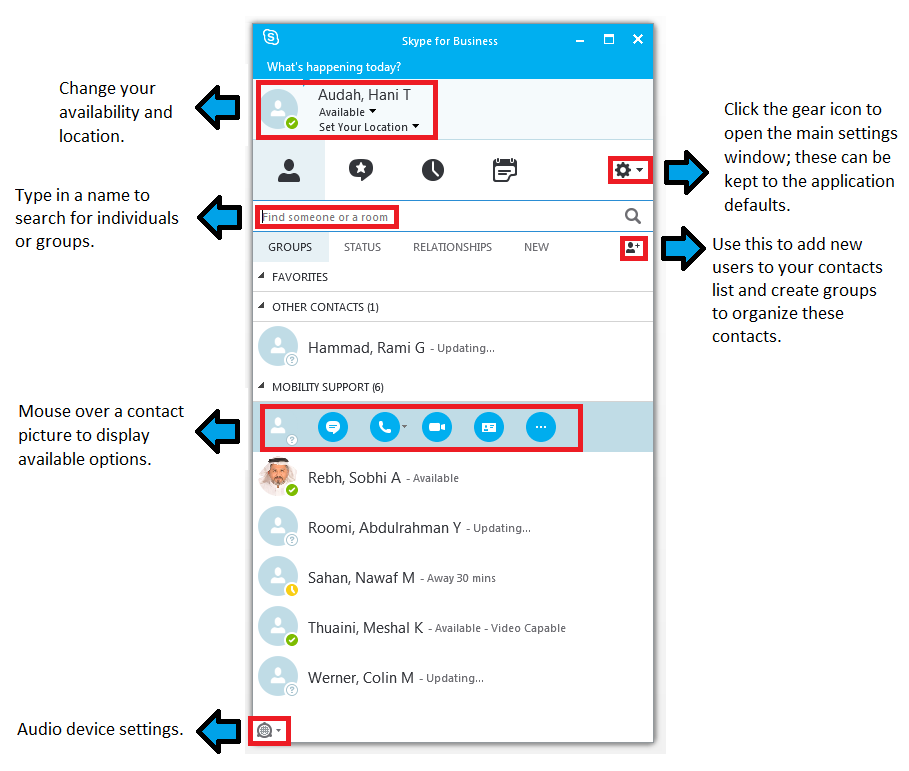 Skype for Business
What's happening today?
Change your
availability and
location.
Audah, Hani T
Available
Set Your Location
Click the gear icon to
open the main settings
window; these can be
kept to the application
defaults.
Type in a name to
search for individuals
or groups.
Find someone or a room
GROUPS STATUS RELATIONSHIPS NEW
Use this to add new
users to your contacts
list and create groups
to organize these
contacts.
FAVORITES
OTHER CONTACTS (1)
Hammad, Rami G - Updating...
MOBILITY SUPPORT (6)
Mouse over a contact
picture to display
available options.
Rebh, Sobhi A - Available
Roomi, Abdulrahman Y - Updating...
Sahan, Nawaf M - Away 30 mins
Thuaini, Meshal K - Available - Video Capable
Werner, Colin M - Updating...
Audio device settings.